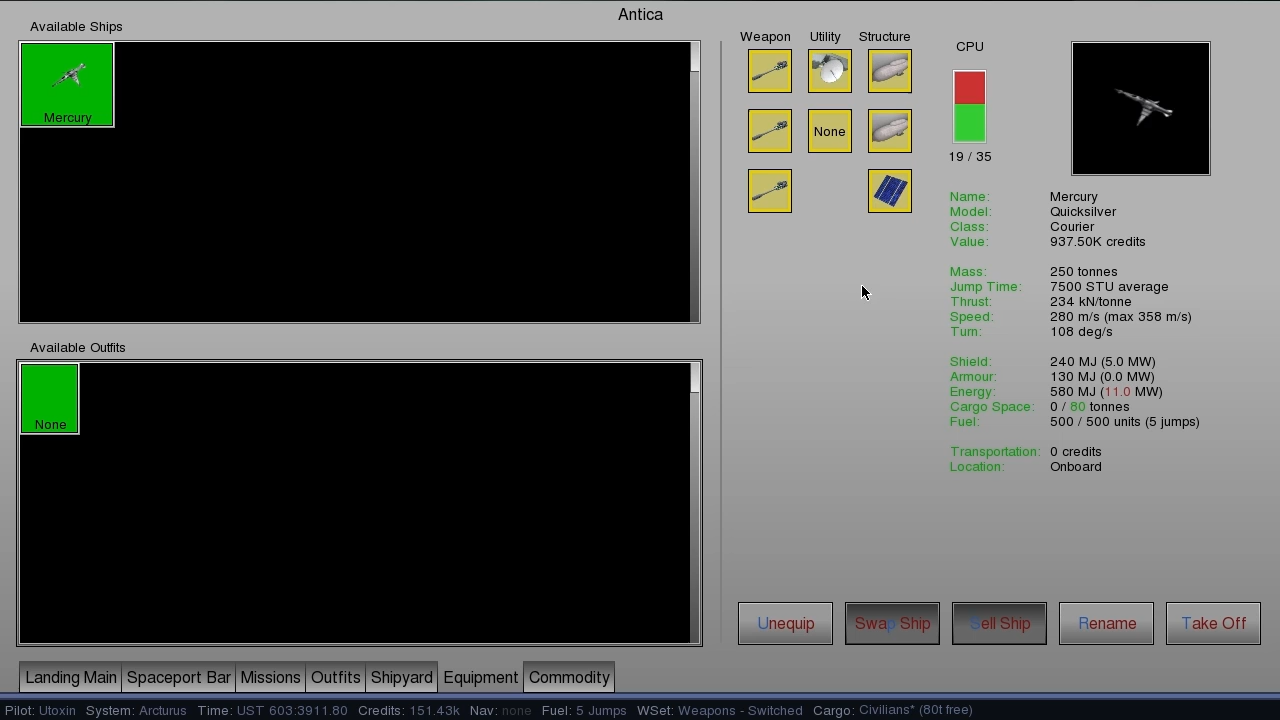 Antica
Available Ships
Mercury
Available Outfits
None
Weapon Utility Structure
None
CPU
19 / 35
Name: Mercury
Model: Quicksilver
Class: Courier
Value: 937.50K credits
Mass: 250 tonnes
Jump Time: 7500 STU average
Thrust: 234 kN/tonne
Speed: 280 m/s (max 358 m/s)
Turn: 108 deg/s
Shield: 240 MJ (5.0 MW)
Armour: 130 MJ (0.0 MW)
Energy: 580 MJ (11.0 MW)
Cargo Space: 0 / 80 tonnes
Fuel: 500 / 500 units (5 jumps)
Transportation: 0 credits
Location: Onboard
Unequip Swap Ship Sell Ship Rename Take Off
Landing Main Spaceport Bar Missions Outfits Shipyard Equipment Commodity
Pilot: Utoxin System: Arcturus Time: UST 603:3911.80 Credits: 151.43k Nav: none Fuel: 5 Jumps WSet: Weapons - Switched Cargo: Civilians* (80t free)